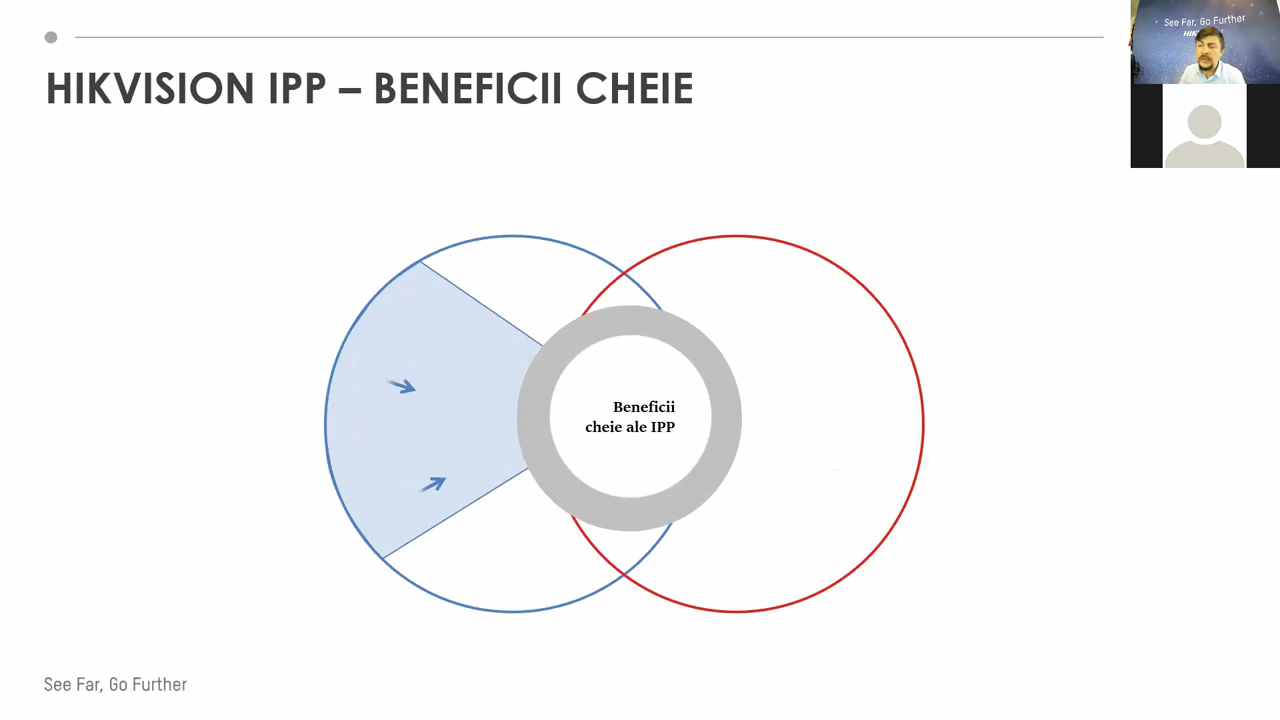 HIKVISION IPP – BENEFICII CHEIE
See Far, Go Further
Beneficii
cheie ale IPP
See Far, Go Further